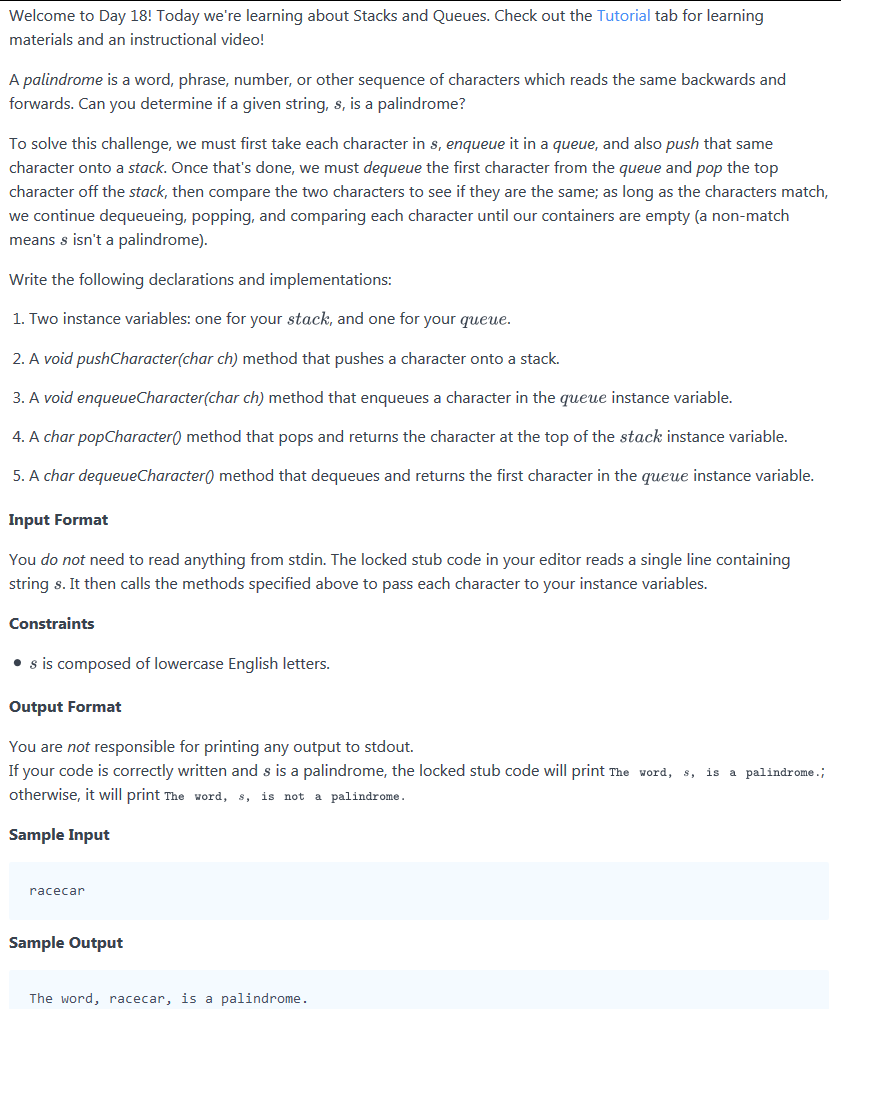 Welcome to Day 18! Today we're learning about Stacks and Queues. Check out the Tutorial tab for learning
materials and an instructional video!
A palindrome is a word, phrase, number, or other sequence of characters which reads the same backwards and
forwards. Can you determine if a given string, s, is a palindrome?
To solve this challenge, we must first take each character in s, enqueue it in a queue, and also push that same
character onto a stack. Once that's done, we must dequeue the first character from the queue and pop the top
character off the stack, then compare the two characters to see if they are the same; as long as the characters match,
we continue dequeueing, popping, and comparing each character until our containers are empty (a non-match
means s isn't a palindrome).
Write the following declarations and implementations:
1. Two instance variables: one for your stack, and one for your queue.
2. A void pushCharacter(char ch) method that pushes a character onto a stack.
3. A void enqueueCharacter(char ch) method that enqueues a character in the queue instance variable.
4. A char popCharacter() method that pops and returns the character at the top of the stack instance variable.
5. A char dequeueCharacter() method that dequeues and returns the first character in the queue instance variable.
Input Format
You do not need to read anything from stdin. The locked stub code in your editor reads a single line containing
string s. It then calls the methods specified above to pass each character to your instance variables.
Constraints
• s is composed of lowercase English letters.
Output Format
You are not responsible for printing any output to stdout.
If your code is correctly written and s is a palindrome, the locked stub code will print The word, s, is a palindrome.;
otherwise, it will print The word, s, is not a palindrome.
Sample Input
racecar
Sample Output
The word, racecar, is a palindrome.